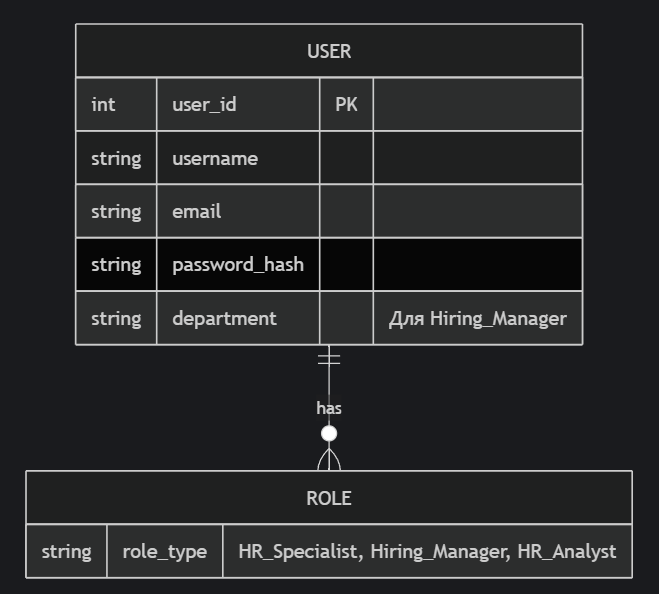 USER
int user_id PK
string username
string email
string password_hash
string department Для Hiring_Manager
has
ROLE
string role_type HR_Specialist, Hiring_Manager, HR_Analyst